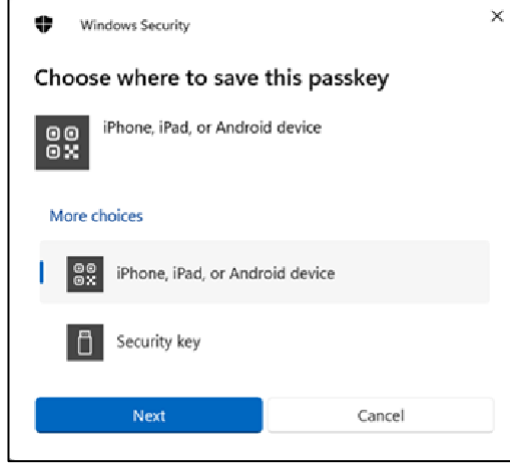 Windows Security
Choose where to save this passkey
iPhone, iPad, or Android device
More choices
iPhone, iPad, or Android device
Security key
Next
Cancel